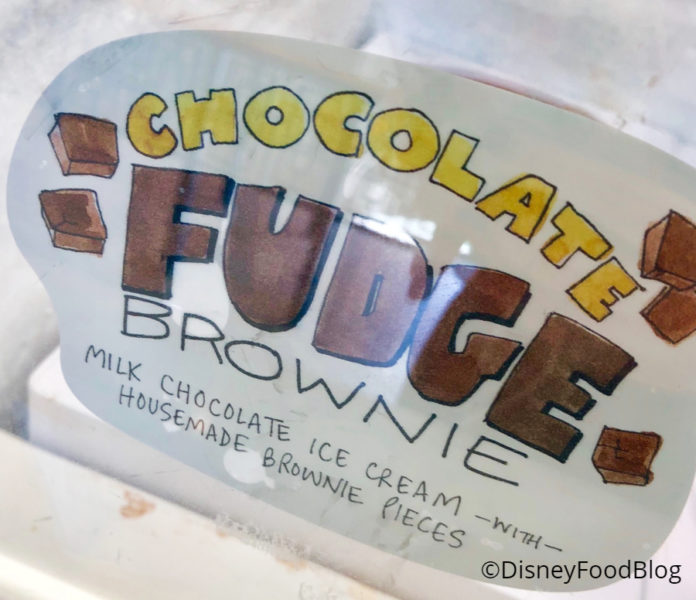 CHOCOLATE
FUDGE
BROWNIE
MILK CHOCOLATE ICE CREAM -WITH-
HOUSEMADE BROWNIE PIECES
©DisneyFoodBlog